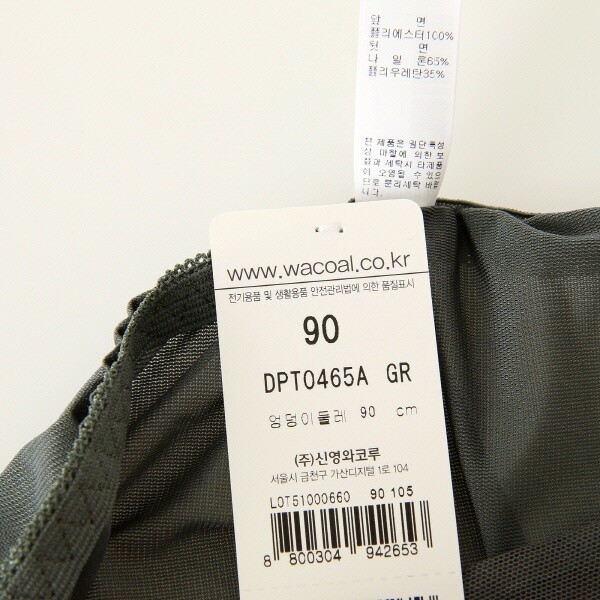 앞 면
폴리에스터100%
뒷 면
나 일 론65%
폴리우레탄35%
본 제품은 원단특성
상 마찰에 의한 보
풀과 세탁시 타제품
이 오염될 수 있으
므로 분리세탁 바랍
니다.
www.wacoal.co.kr
전기용품 및 생활용품 안전관리법에 의한 품질표시
90
DPT0465A GR
엉덩이둘레 90 cm
(주)신영와코루
서울시 금천구 가산디지털 1로 104
LOT51000660 90 105
8 800304 942653